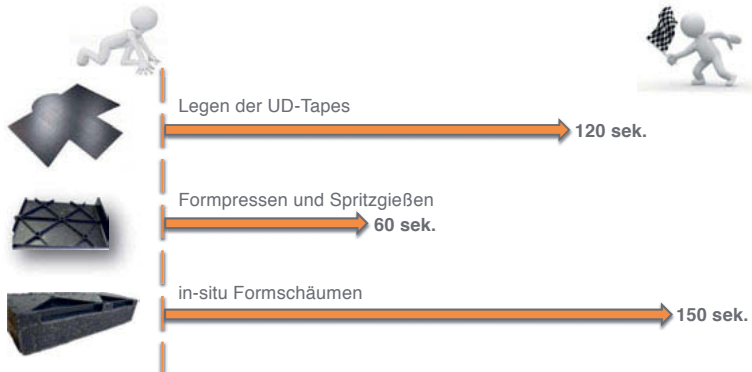 Legen der UD-Tapes
120 sek.
Formpressen und Spritzgießen
60 sek.
in-situ Formschäumen
150 sek.